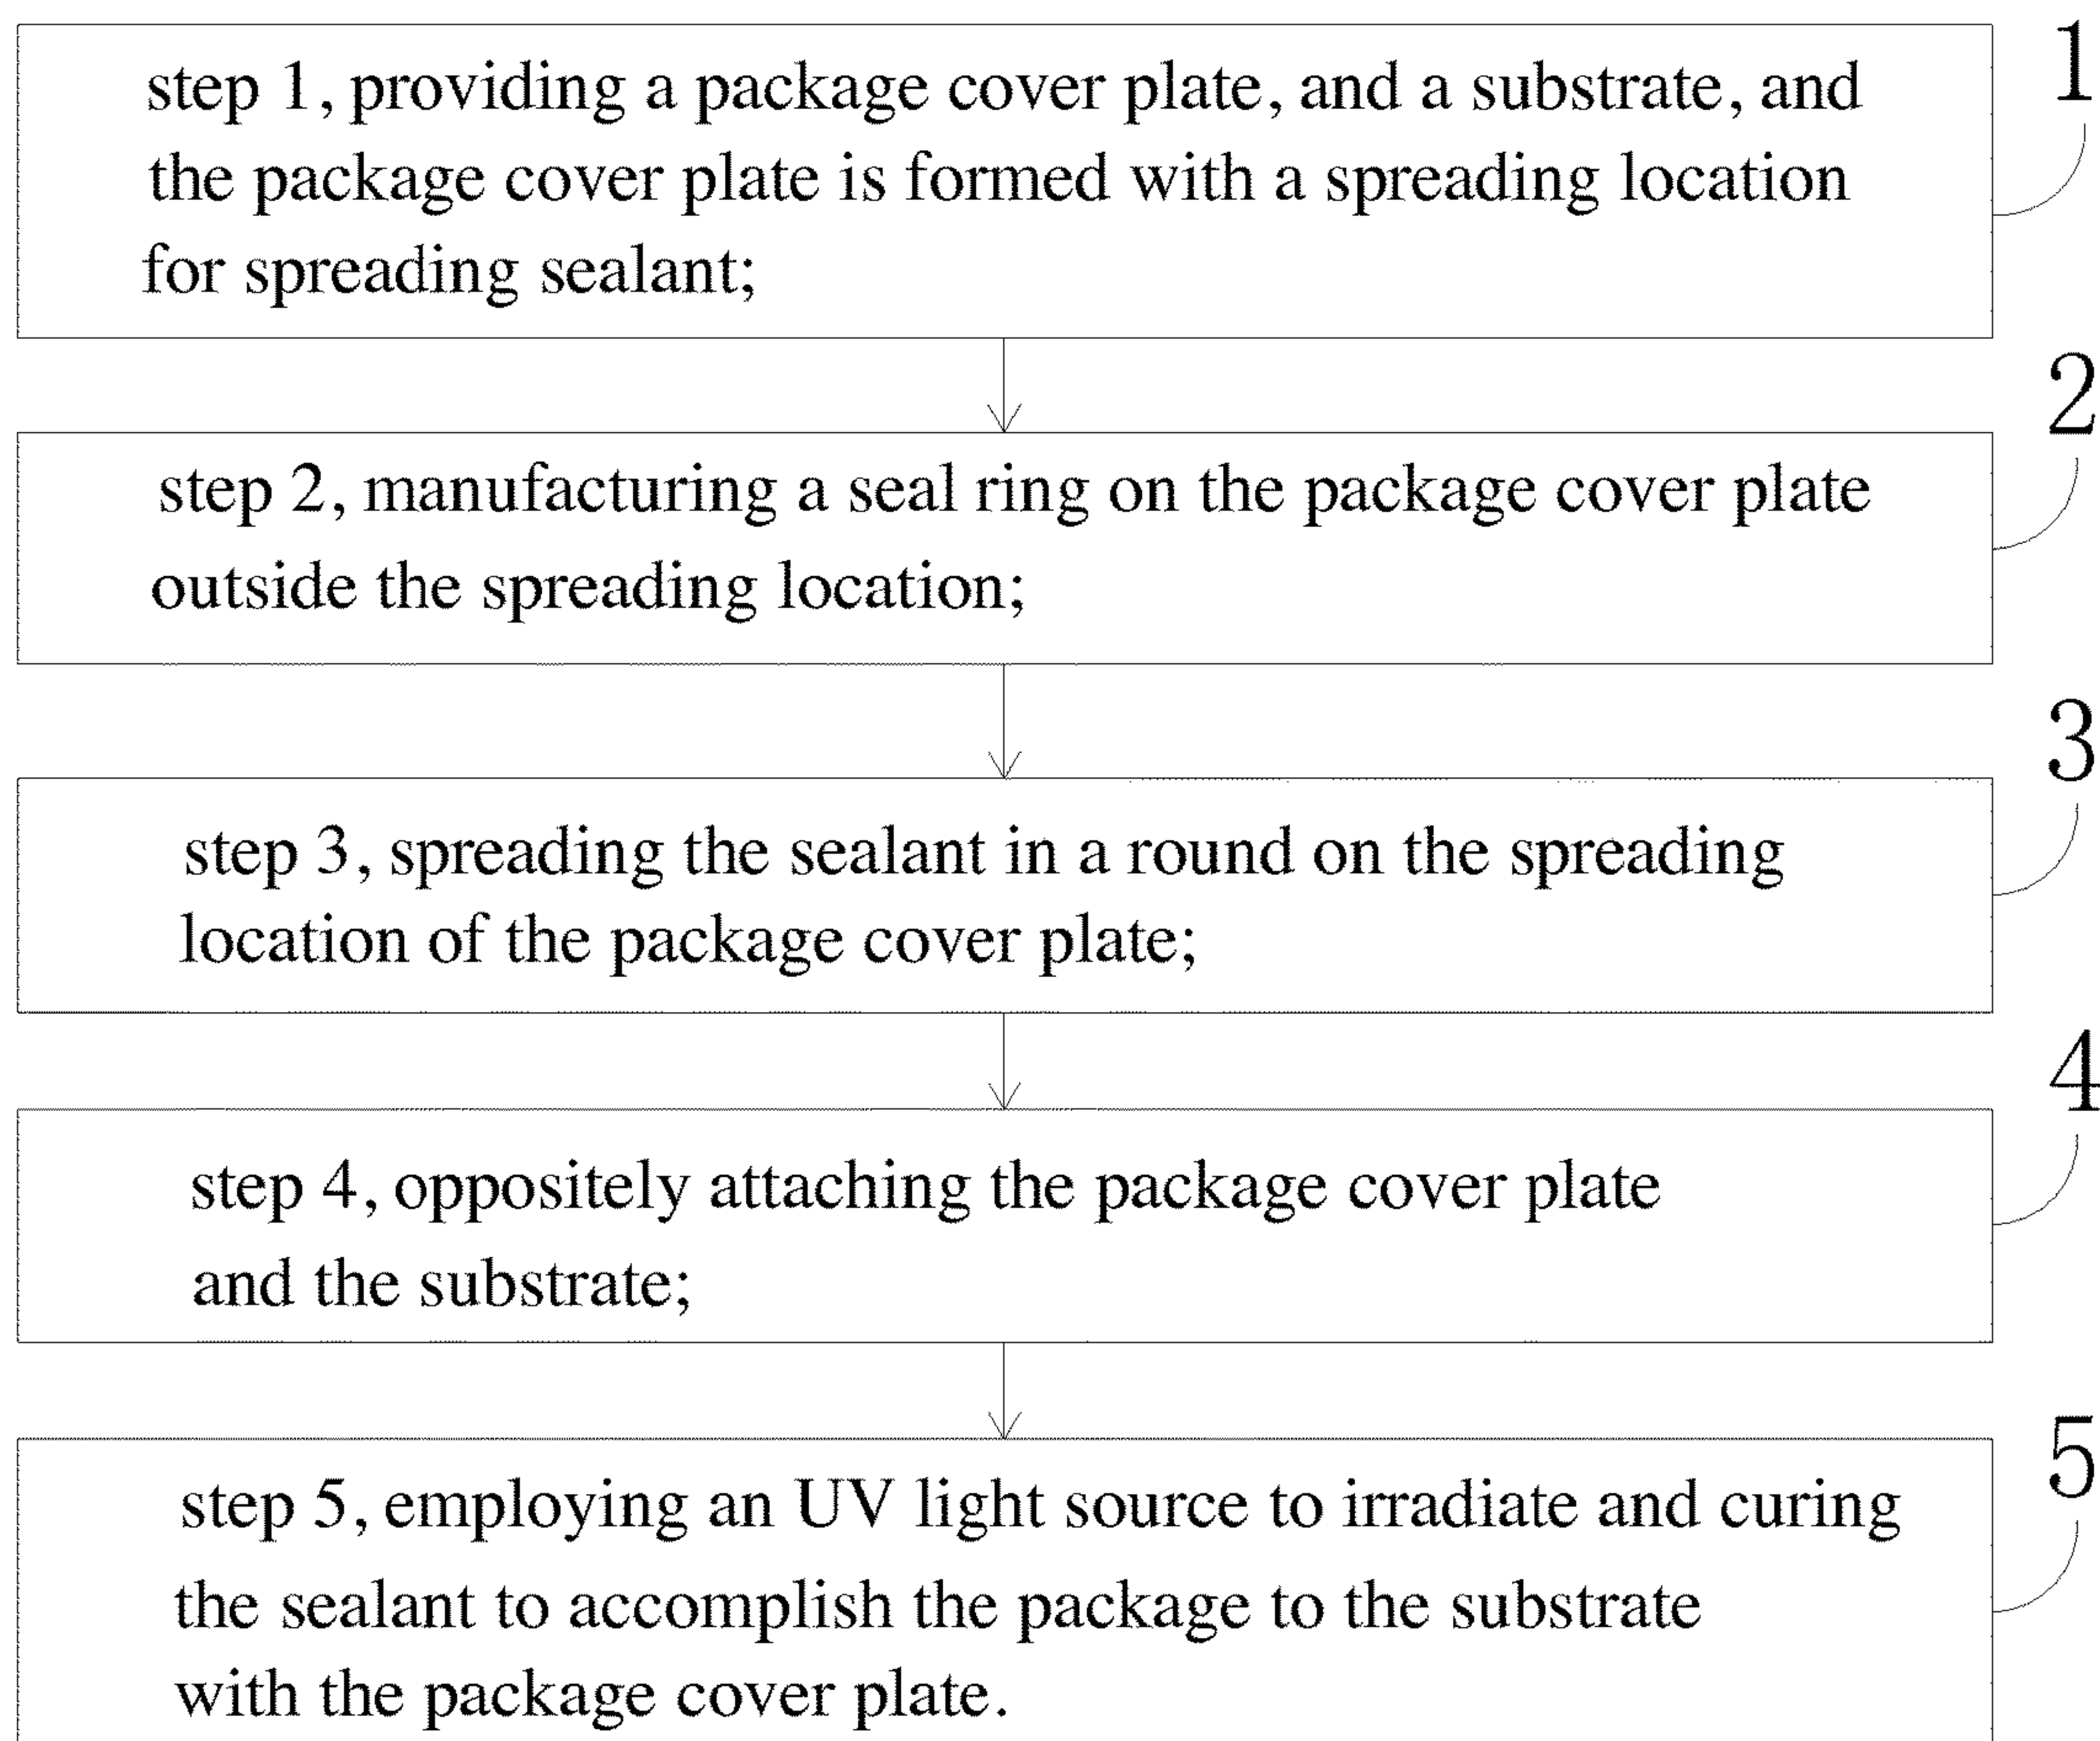 step 1, providing a package cover plate, and a substrate, and
the package cover plate is formed with a spreading location
for spreading sealant;
1
step 2, manufacturing a seal ring on the package cover plate
outside the spreading location;
2
step 3, spreading the sealant in a round on the spreading
location of the package cover plate;
3
step 4, oppositely attaching the package cover plate
and the substrate;
4
step 5, employing an UV light source to irradiate and curing
the sealant to accomplish the package to the substrate
with the package cover plate.
5